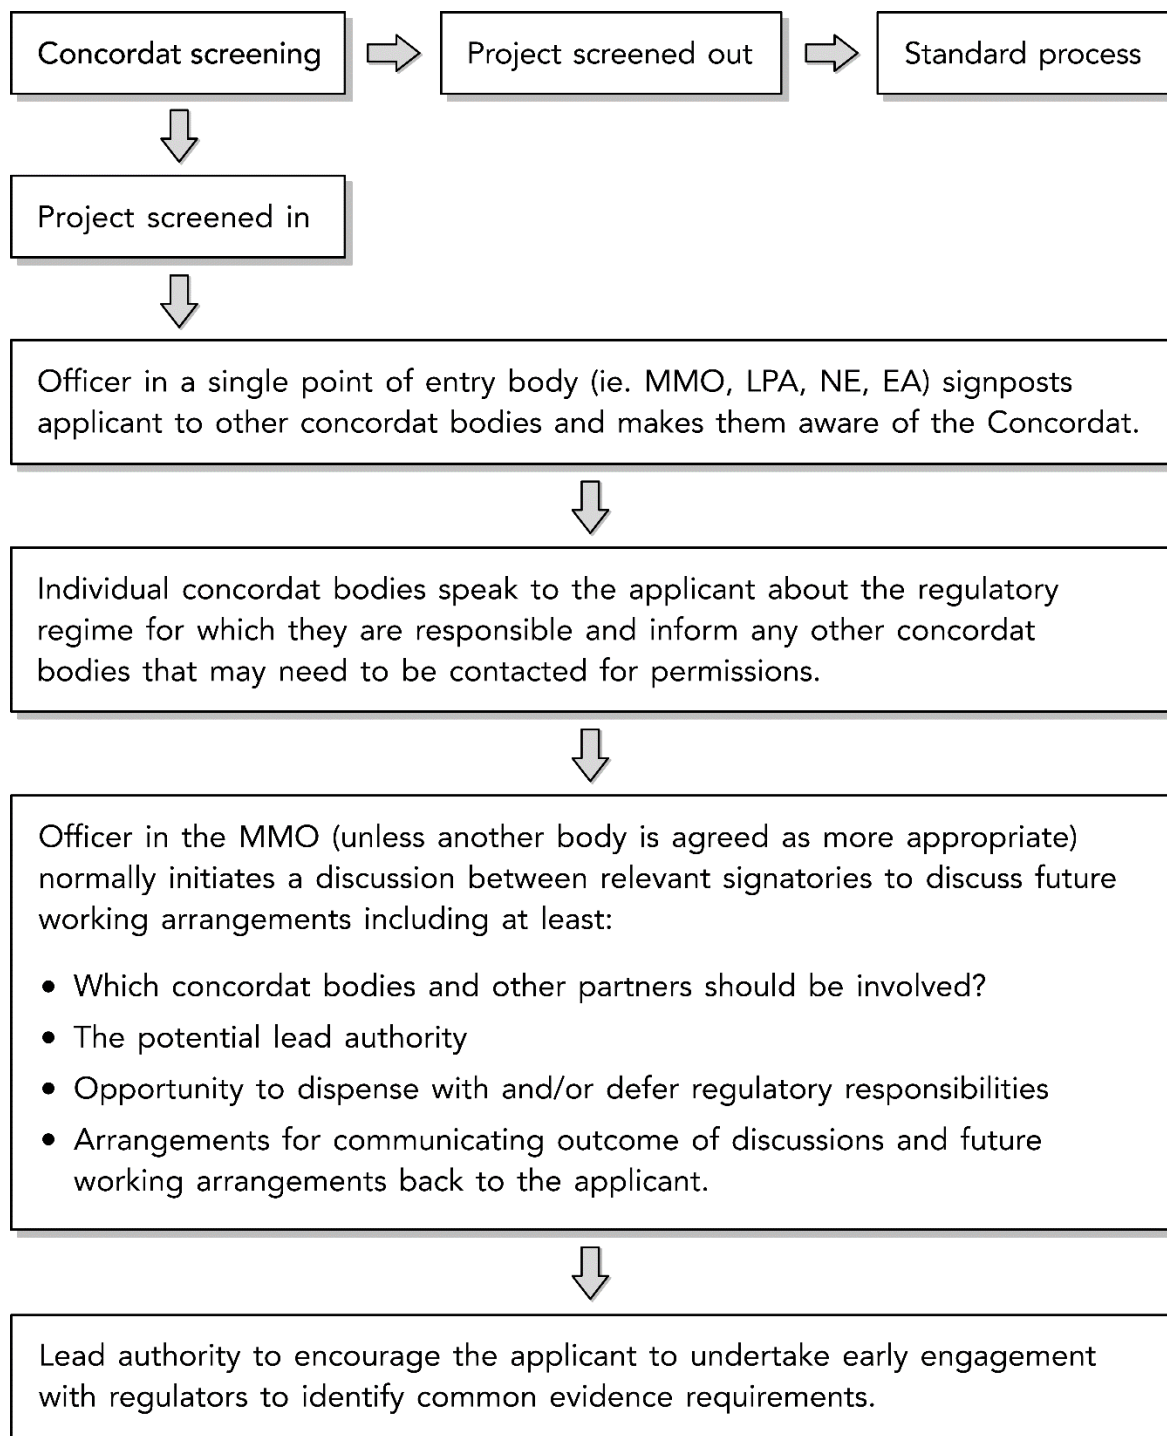 Concordat screening
Project screened out
Standard process
Project screened in
Officer in a single point of entry body (ie. MMO, LPA, NE, EA) signposts
applicant to other concordat bodies and makes them aware of the Concordat.
Individual concordat bodies speak to the applicant about the regulatory
regime for which they are responsible and inform any other concordat
bodies that may need to be contacted for permissions.
Officer in the MMO (unless another body is agreed as more appropriate)
normally initiates a discussion between relevant signatories to discuss future
working arrangements including at least:
• Which concordat bodies and other partners should be involved?
• The potential lead authority
• Opportunity to dispense with and/or defer regulatory responsibilities
• Arrangements for communicating outcome of discussions and future
working arrangements back to the applicant.
Lead authority to encourage the applicant to undertake early engagement
with regulators to identify common evidence requirements.